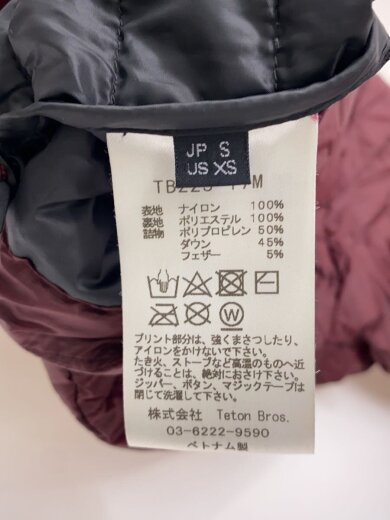 JP S
US XS
表地 ナイロン 100%
裏地 ポリエステル 100%
詰物 ポリプロピレン 50%
ダウン 45%
フェザー 5%
プリント部分は、強くまさつしたり、
アイロンをかけないで下さい。
たき火、ストーブなど高温のものへ近
づけることは、絶対におさけ下さい。
ジッパー、ボタン、マジックテープは
閉じて洗濯して下さい。
株式会社 Teton Bros.
03-6222-9590
ベトナム製